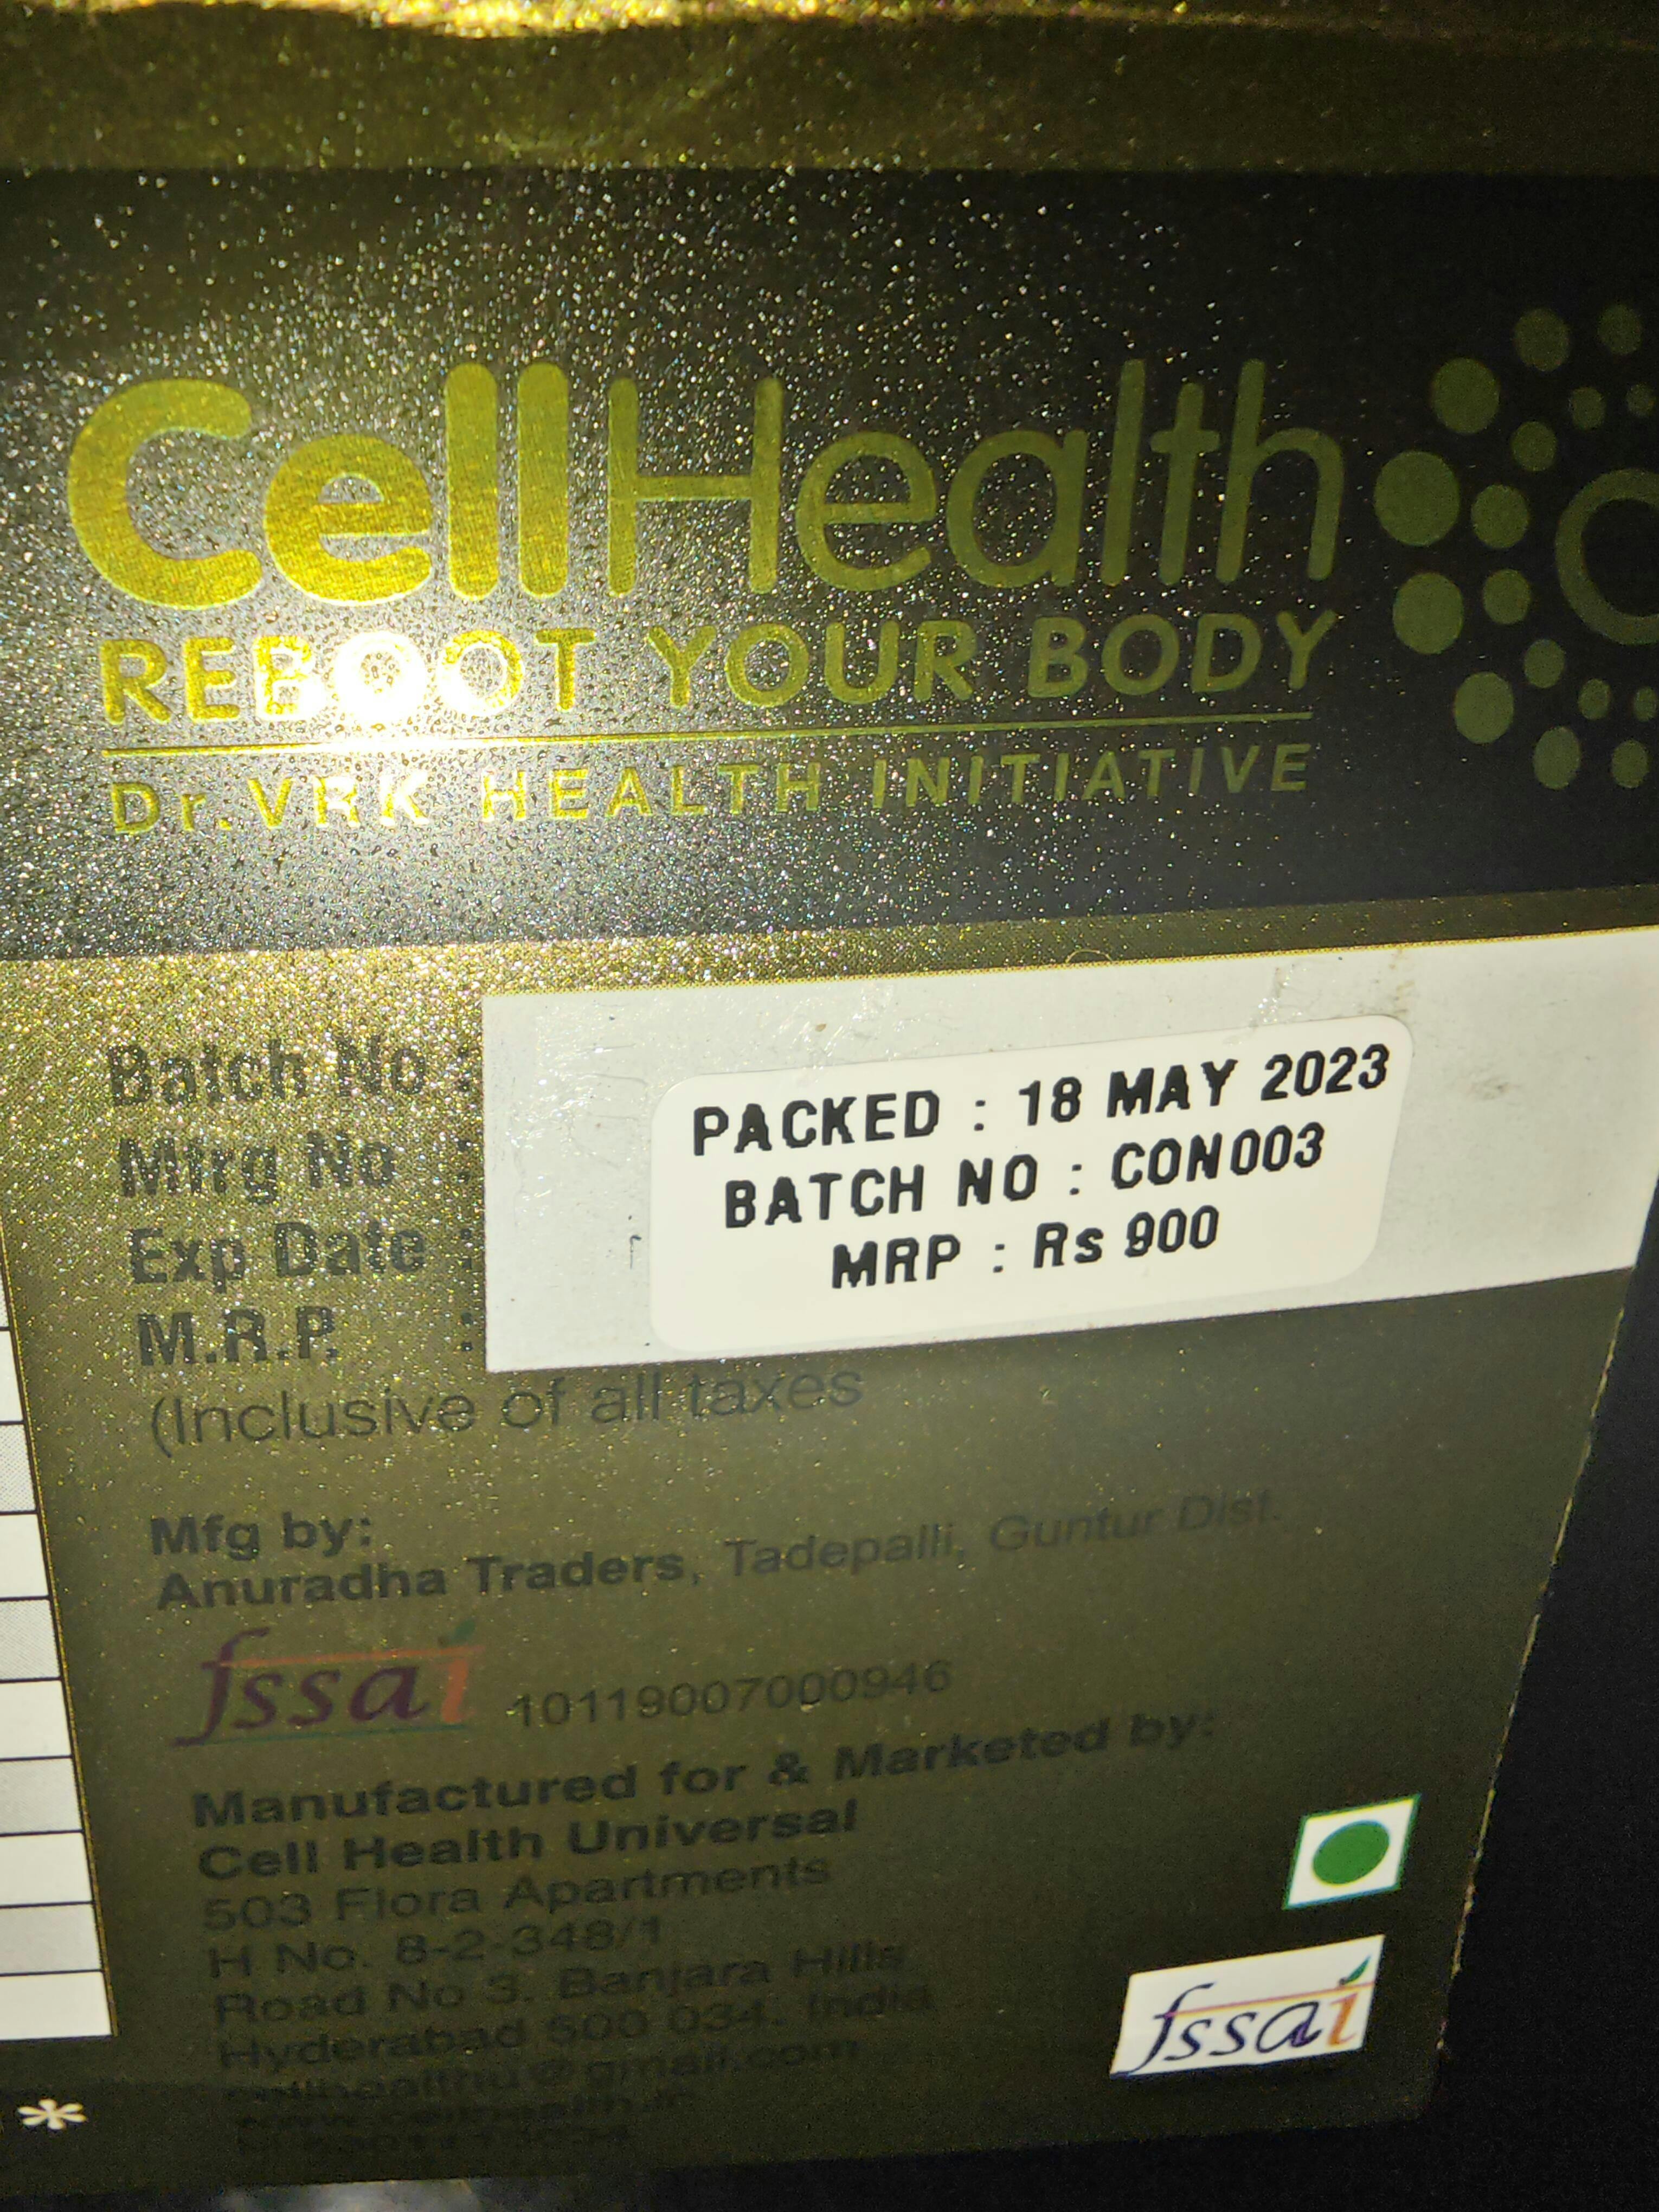 CellHealth
REBOOT YOUR BODY
Dr.VRK HEALTH INITIATIVE
Batch No :
Mfrg No :
Exp Date :
M.R.P. :
PACKED : 18 MAY 2023
BATCH NO : CON003
MRP : Rs 900
(Inclusive of all taxes
Mfg by:
Anuradha Traders, Tadepalli, Guntur Dist.
fssai 10119007000946
Manufactured for & Marketed by:
Cell Health Universal
503 Flora Apartments
H No. 8-2-348/1
Road No 3, Banjara Hills
Hyderabad 500 034. India
fssai
*